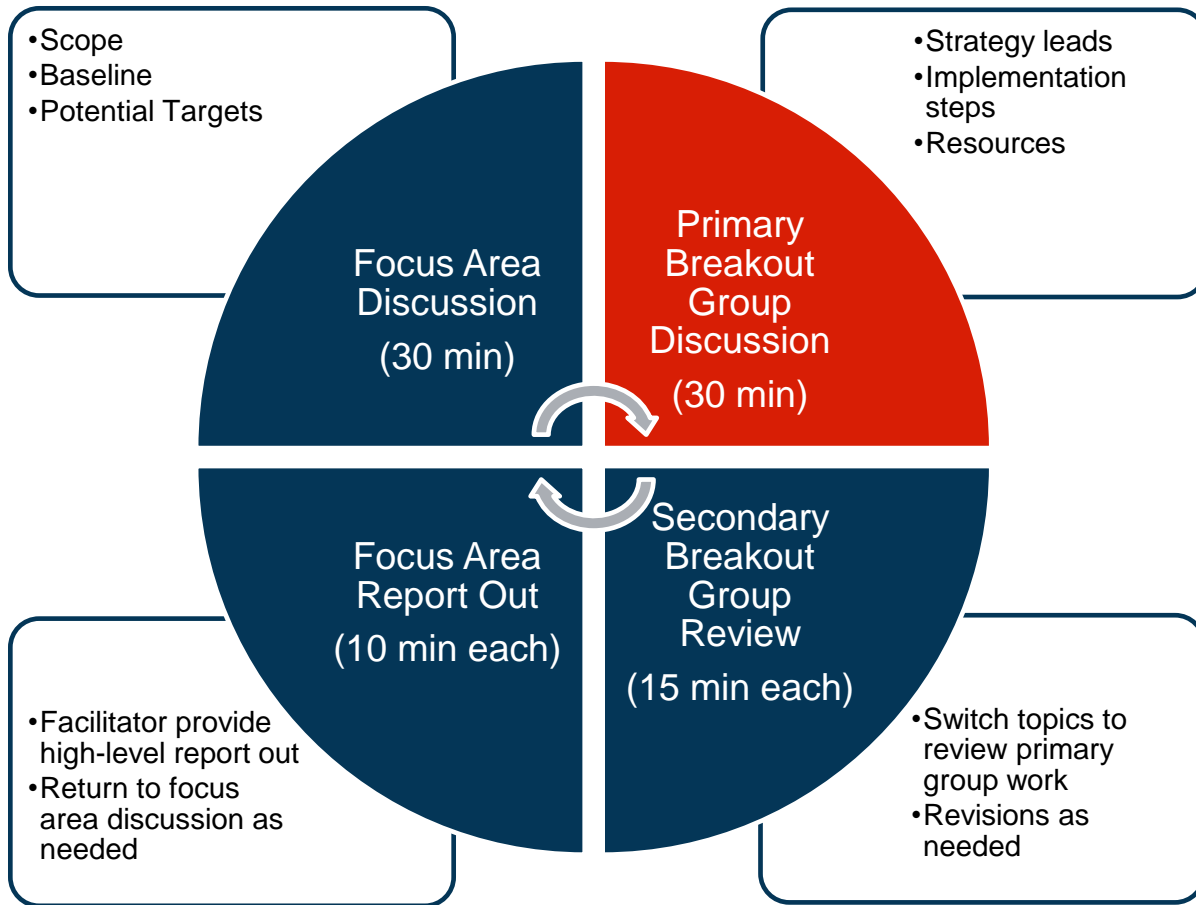 •Scope
•Baseline
•Potential Targets
•Strategy leads
•Implementation
steps
•Resources
Focus Area
Discussion
(30 min)
Primary
Breakout
Group
Discussion
(30 min)
Focus Area
Report Out
(10 min each)
Secondary
Breakout
Group
Review
(15 min each)
•Facilitator provide
high-level report out
•Return to focus
area discussion as
needed
•Switch topics to
review primary
group work
•Revisions as
needed